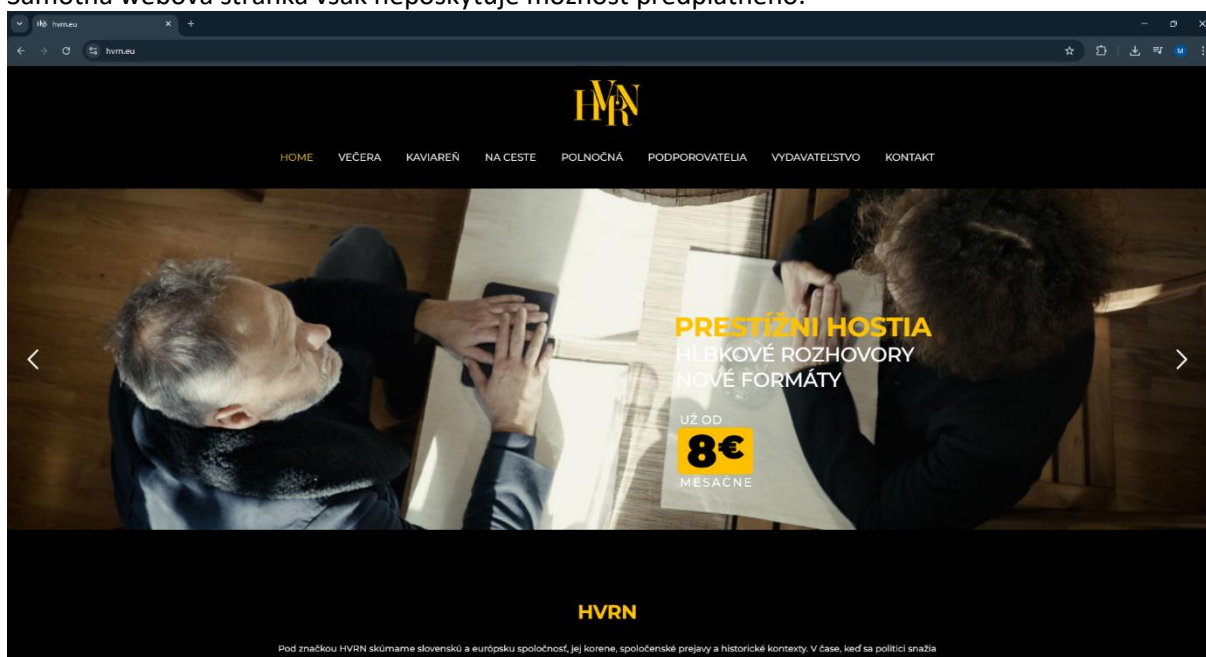 Samotná webová stránka však neposkytuje možnosť predplatného.
hvrn.eu
hvrn.eu
M
HVRN
HOME VEČERA KAVIAREŇ NA CESTE POLNOČNÁ PODPOROVATELIA VYDAVATEĽSTVO KONTAKT
PRESTÍŽNI HOSTIA
HĹBKOVÉ ROZHOVORY
NOVÉ FORMÁTY
UŽ OD
8€
MESAČNE
HVRN
Pod značkou HVRN skúmame slovenskú a európsku spoločnosť, jej korene, spoločenské prejavy a historické kontexty. V čase, keď sa politici snažia